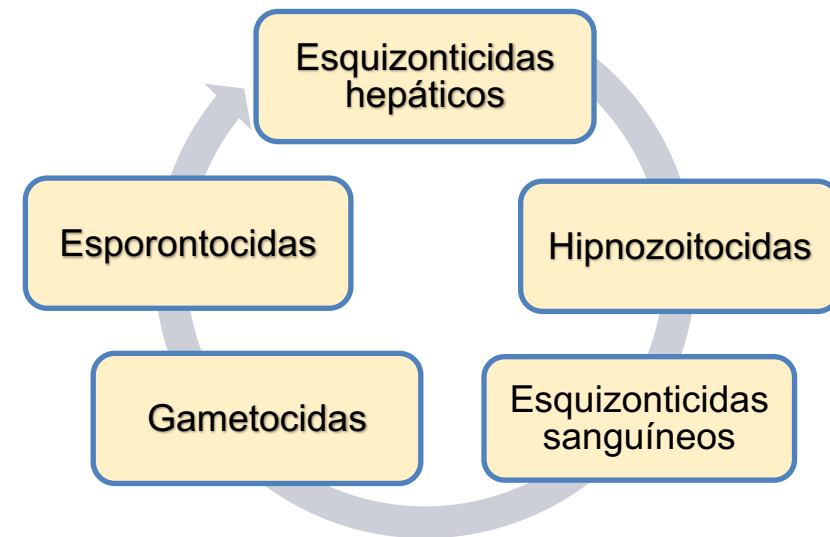 Esquizonticidas
hepáticos
Hipnozoitocidas
Esquizonticidas
sanguíneos
Gametocidas
Esporontocidas